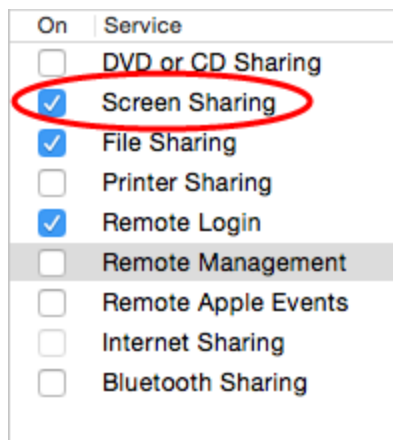 On Service
DVD or CD Sharing
Screen Sharing
File Sharing
Printer Sharing
Remote Login
Remote Management
Remote Apple Events
Internet Sharing
Bluetooth Sharing